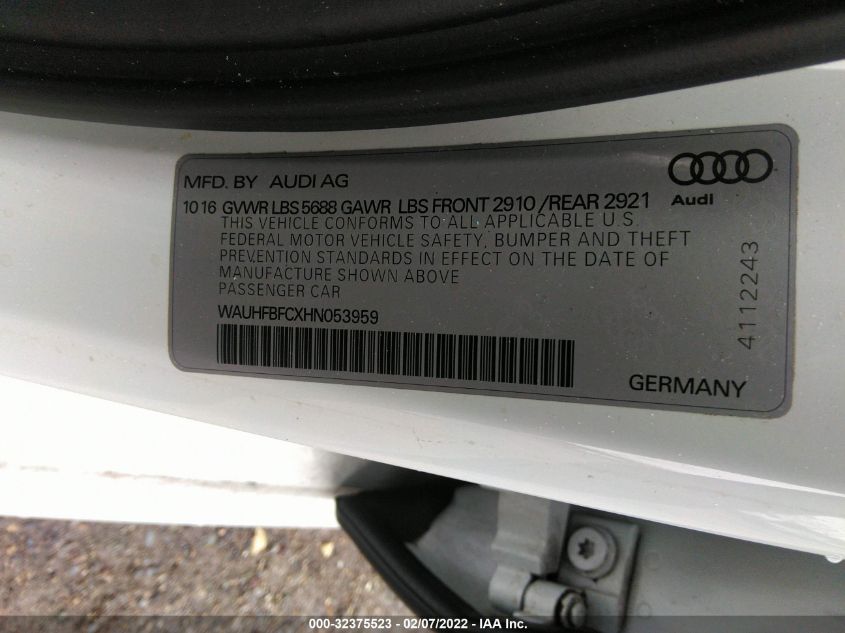 MFD. BY AUDI AG
Audi
10 16 GVWR LBS 5688 GAWR LBS FRONT 2910 /REAR 2921
THIS VEHICLE CONFORMS TO ALL APPLICABLE U.S
FEDERAL MOTOR VEHICLE SAFETY, BUMPER AND THEFT
PREVENTION STANDARDS IN EFFECT ON THE DATE OF
MANUFACTURE SHOWN ABOVE
PASSENGER CAR
WAUHFBFCXHN053959
4112243
GERMANY
000-32375523 - 02/07/2022 - IAA Inc.